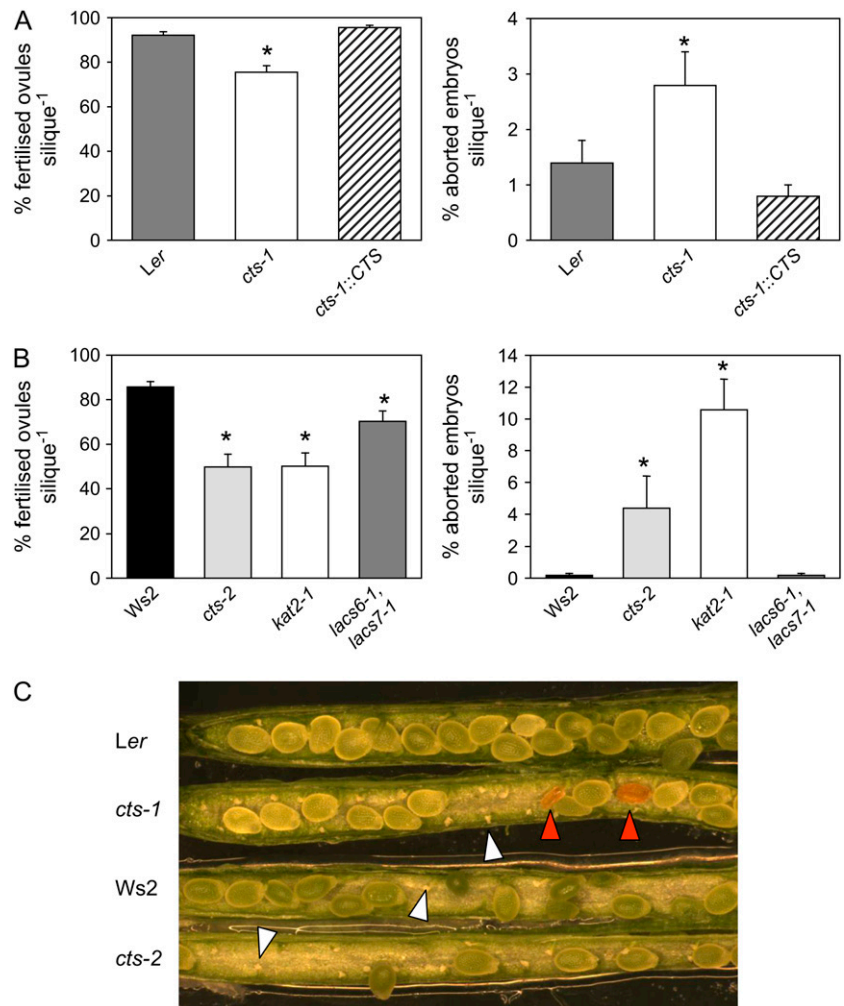 A
% fertilised ovules
silique-1
100
80
60
40
20
0
*
Ler
cts-1
cts-1::CTS
% aborted embryos
silique-1
4
3
2
1
0
*
Ler
cts-1
cts-1::CTS
B
% fertilised ovules
silique-1
100
80
60
40
20
0
*
*
*
Ws2
cts-2
kat2-1
lacs6-1,
lacs7-1
% aborted embryos
silique-1
14
12
10
8
6
4
2
0
*
*
Ws2
cts-2
kat2-1
lacs6-1,
lacs7-1
C
Ler
cts-1
Ws2
cts-2